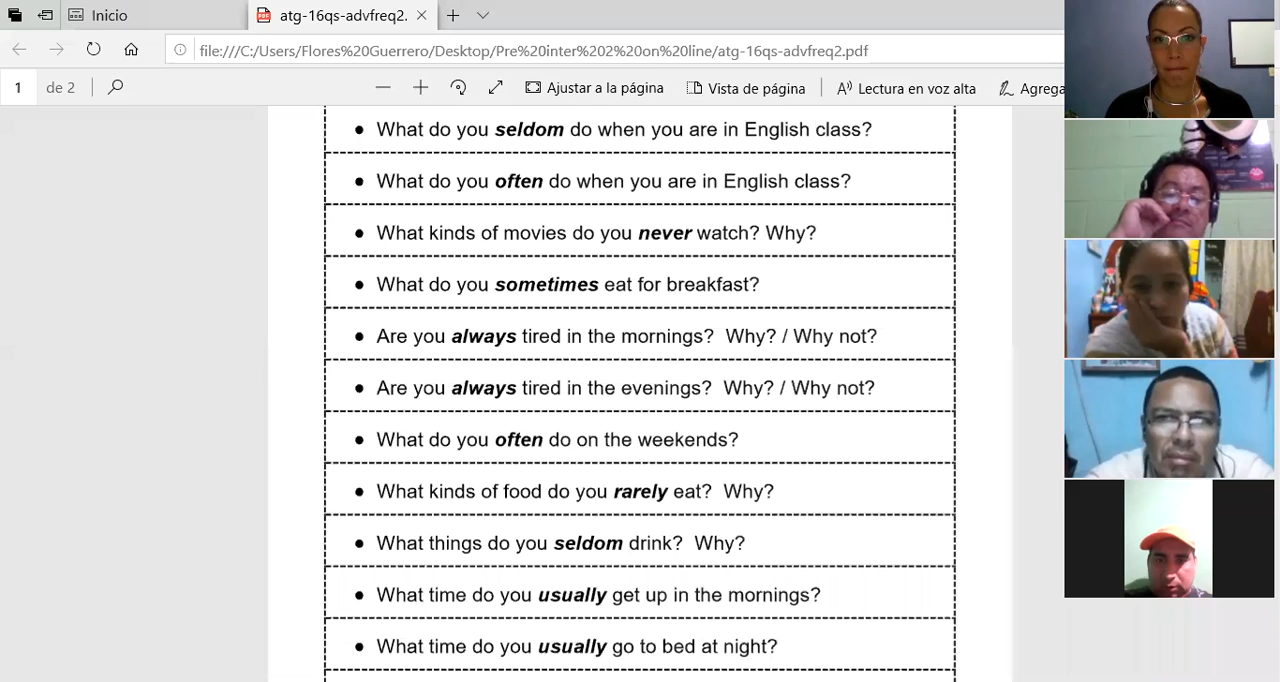 Inicio
atg-16qs-advfreq2.
file:///C:/Users/Flores%20Guerrero/Desktop/Pre%20inter%202%20on%20line/atg-16qs-advfreq2.pdf
1 de 2 Ajustar a la página Vista de página Lectura en voz alta Agrega
• What do you seldom do when you are in English class?
• What do you often do when you are in English class?
• What kinds of movies do you never watch? Why?
• What do you sometimes eat for breakfast?
• Are you always tired in the mornings? Why? / Why not?
• Are you always tired in the evenings? Why? / Why not?
• What do you often do on the weekends?
• What kinds of food do you rarely eat? Why?
• What things do you seldom drink? Why?
• What time do you usually get up in the mornings?
• What time do you usually go to bed at night?